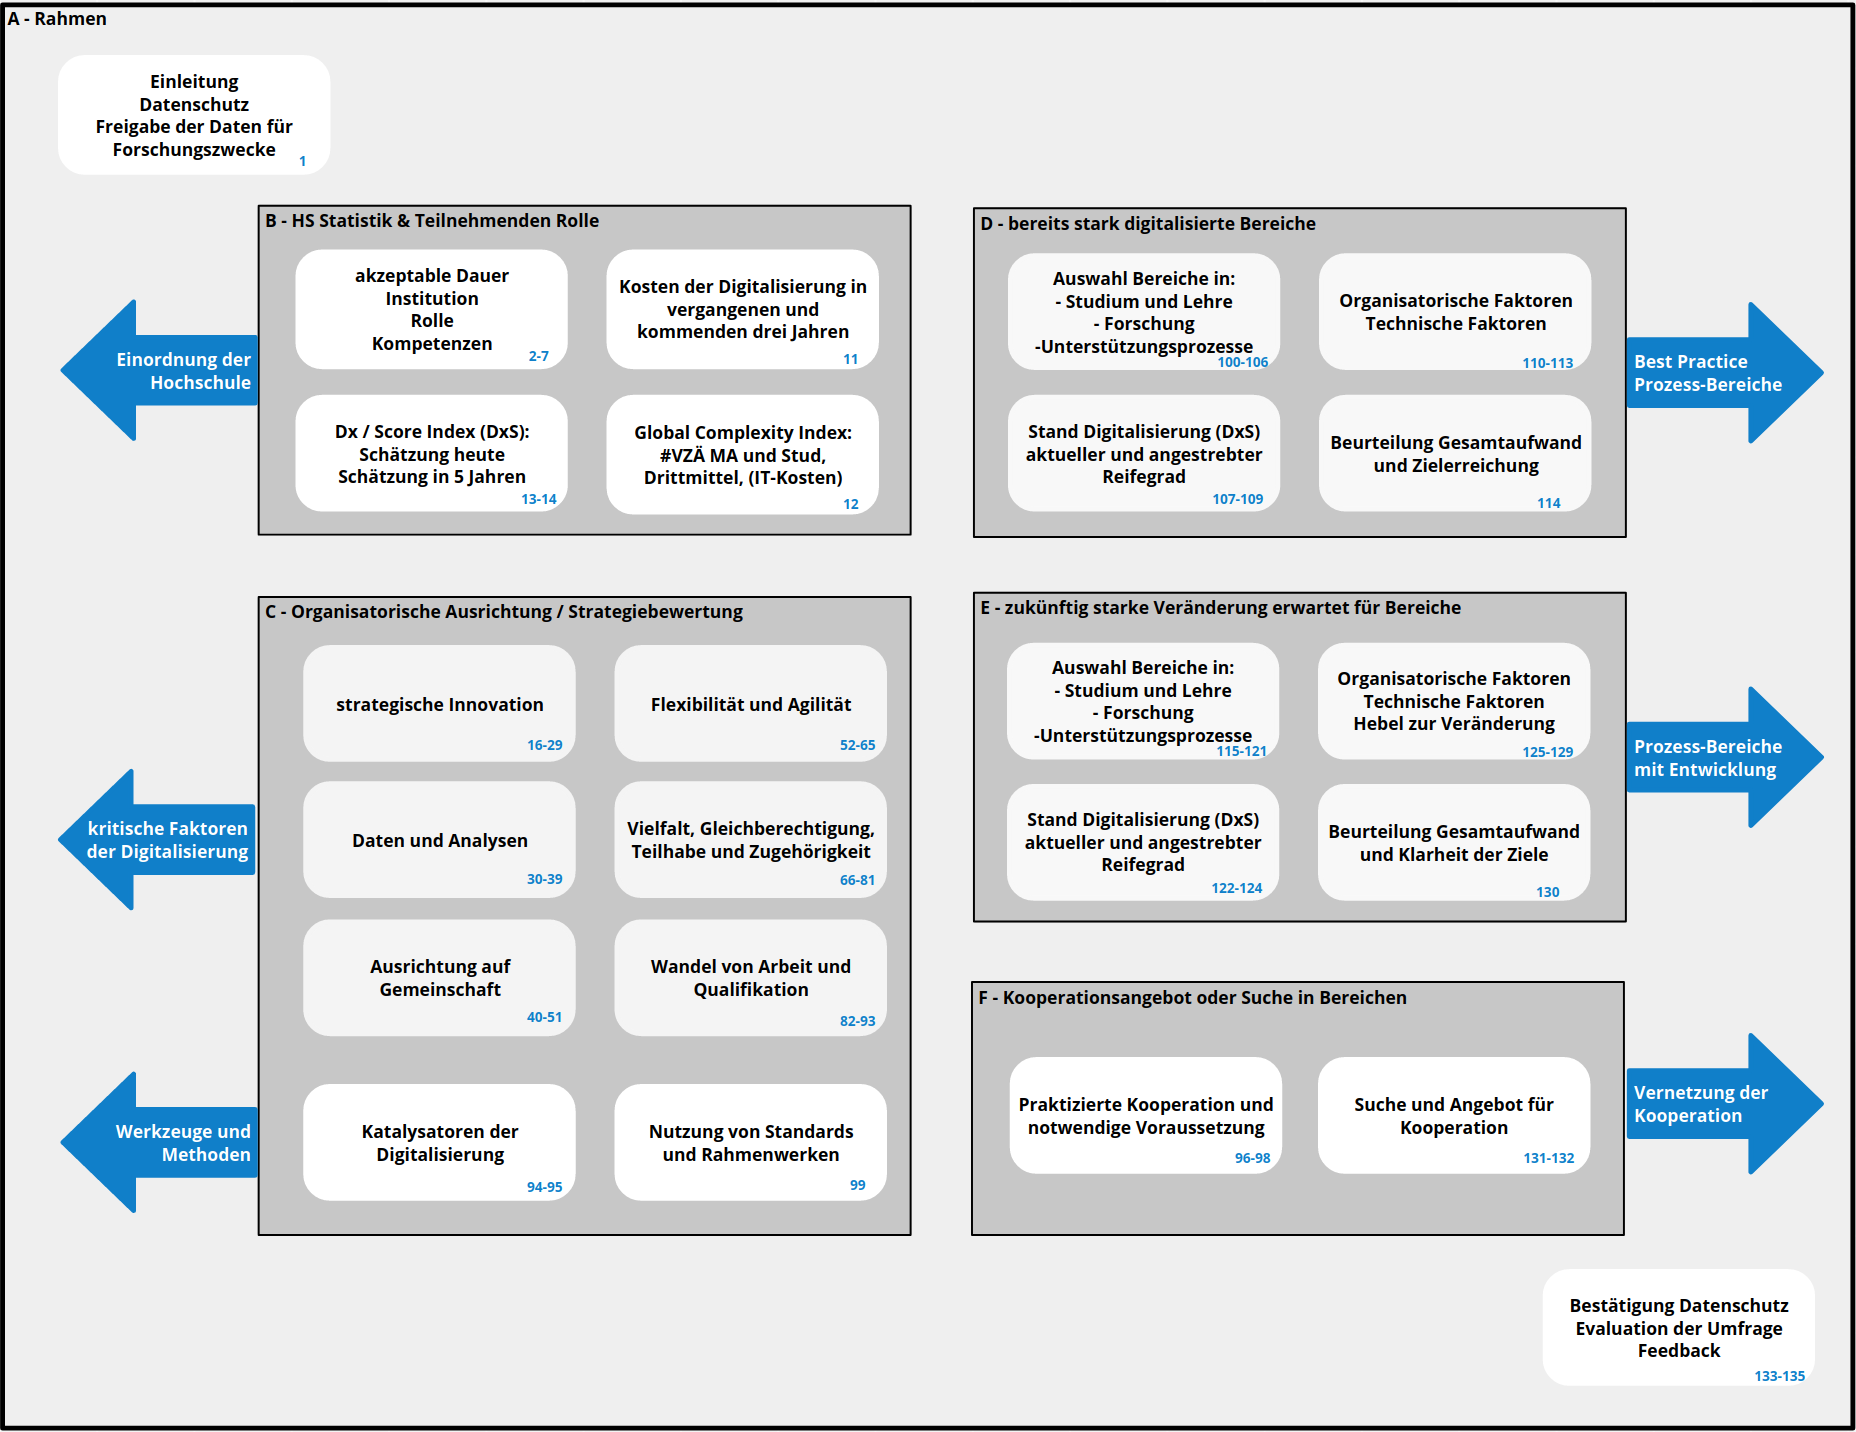 A - Rahmen
Einleitung
Datenschutz
Freigabe der Daten für
Forschungszwecke
1
B - HS Statistik & Teilnehmenden Rolle
akzeptable Dauer
Institution
Rolle
Kompetenzen
2-7
Kosten der Digitalisierung in
vergangenen und
kommenden drei Jahren
11
Dx / Score Index (DxS):
Schätzung heute
Schätzung in 5 Jahren
13-14
Global Complexity Index:
#VZÄ MA und Stud,
Drittmittel, (IT-Kosten)
12
Einordnung der
Hochschule
D - bereits stark digitalisierte Bereiche
Auswahl Bereiche in:
- Studium und Lehre
- Forschung
-Unterstützungsprozesse
100-106
Organisatorische Faktoren
Technische Faktoren
110-113
Stand Digitalisierung (DxS)
aktueller und angestrebter
Reifegrad
107-109
Beurteilung Gesamtaufwand
und Zielerreichung
114
Best Practice
Prozess-Bereiche
C - Organisatorische Ausrichtung / Strategiebewertung
strategische Innovation
16-29
Flexibilität und Agilität
52-65
Daten und Analysen
30-39
Vielfalt, Gleichberechtigung,
Teilhabe und Zugehörigkeit
66-81
Ausrichtung auf
Gemeinschaft
40-51
Wandel von Arbeit und
Qualifikation
82-93
Katalysatoren der
Digitalisierung
94-95
Nutzung von Standards
und Rahmenwerken
99
kritische Faktoren
der Digitalisierung
Werkzeuge und
Methoden
E - zukünftig starke Veränderung erwartet für Bereiche
Auswahl Bereiche in:
- Studium und Lehre
- Forschung
-Unterstützungsprozesse
115-121
Organisatorische Faktoren
Technische Faktoren
Hebel zur Veränderung
125-129
Stand Digitalisierung (DxS)
aktueller und angestrebter
Reifegrad
122-124
Beurteilung Gesamtaufwand
und Klarheit der Ziele
130
Prozess-Bereiche
mit Entwicklung
F - Kooperationsangebot oder Suche in Bereichen
Praktizierte Kooperation und
notwendige Voraussetzung
96-98
Suche und Angebot für
Kooperation
131-132
Vernetzung der
Kooperation
Bestätigung Datenschutz
Evaluation der Umfrage
Feedback
133-135